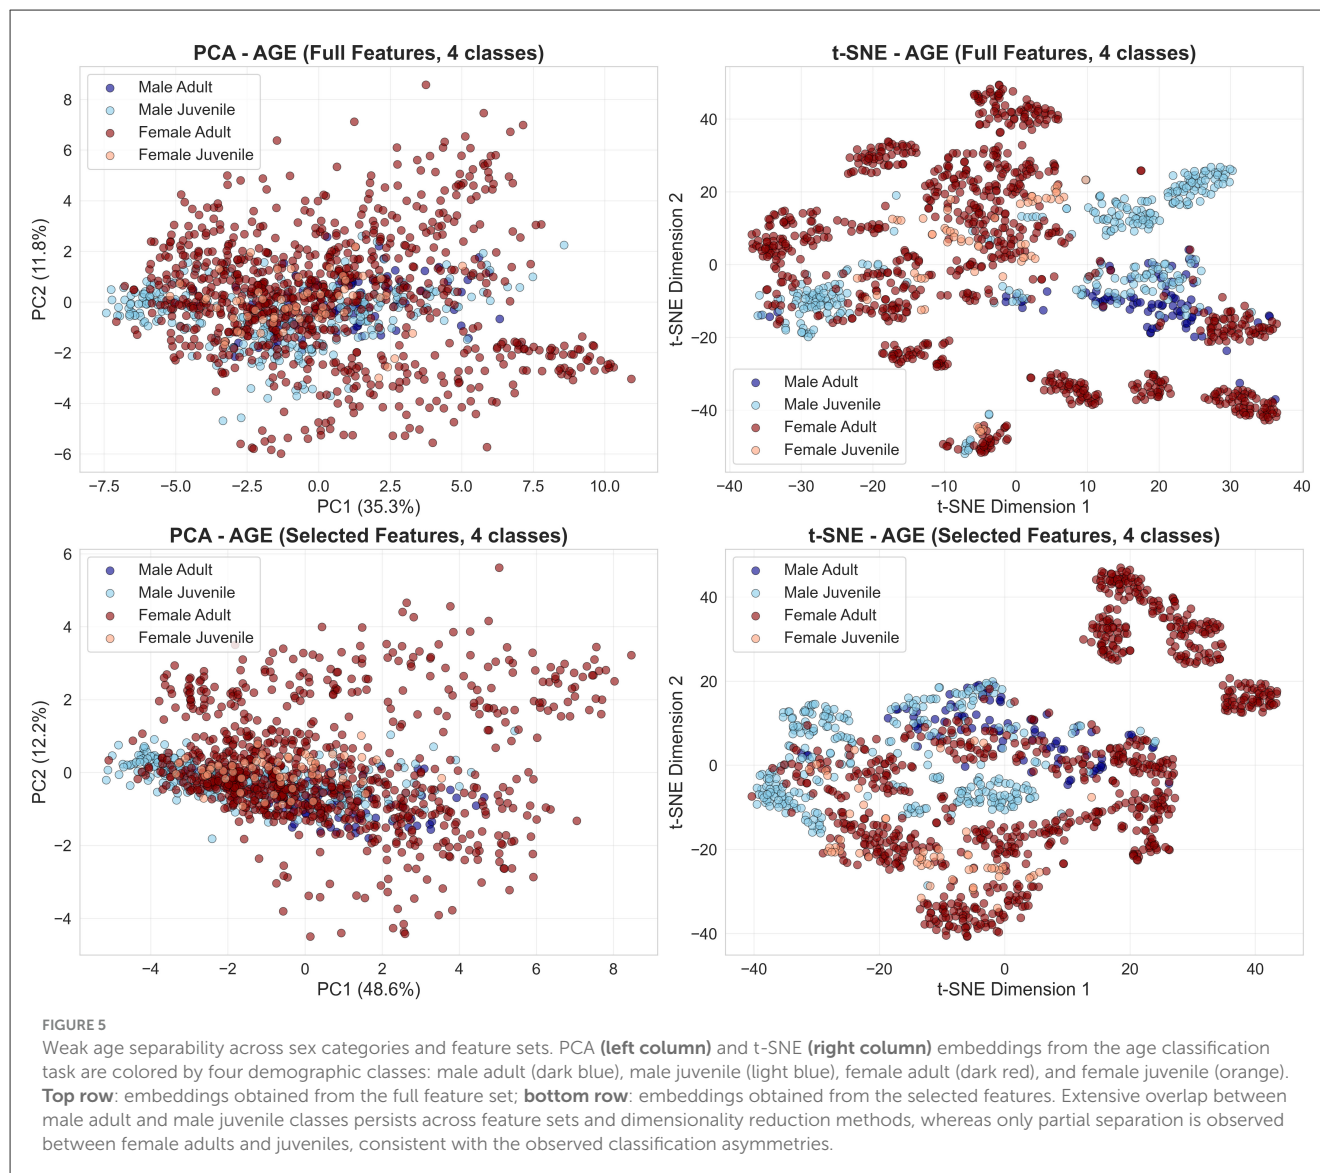 PCA - AGE (Full Features, 4 classes)
Male Adult
Male Juvenile
Female Adult
Female Juvenile
8
6
4
2
0
−2
−4
−6
PC2 (11.8%)
−7.5 −5.0 −2.5 0.0 2.5 5.0 7.5 10.0
PC1 (35.3%)
t-SNE - AGE (Full Features, 4 classes)
40
20
0
−20
−40
t-SNE Dimension 2
Male Adult
Male Juvenile
Female Adult
Female Juvenile
−40 −30 −20 −10 0 10 20 30 40
t-SNE Dimension 1
PCA - AGE (Selected Features, 4 classes)
Male Adult
Male Juvenile
Female Adult
Female Juvenile
6
4
2
0
−2
−4
PC2 (12.2%)
−4 −2 0 2 4 6 8
PC1 (48.6%)
t-SNE - AGE (Selected Features, 4 classes)
Male Adult
Male Juvenile
Female Adult
Female Juvenile
40
20
0
−20
−40
t-SNE Dimension 2
−40 −20 0 20 40
t-SNE Dimension 1
FIGURE 5
Weak age separability across sex categories and feature sets. PCA (left column) and t-SNE (right column) embeddings from the age classification
task are colored by four demographic classes: male adult (dark blue), male juvenile (light blue), female adult (dark red), and female juvenile (orange).
Top row: embeddings obtained from the full feature set; bottom row: embeddings obtained from the selected features. Extensive overlap between
male adult and male juvenile classes persists across feature sets and dimensionality reduction methods, whereas only partial separation is observed
between female adults and juveniles, consistent with the observed classification asymmetries.